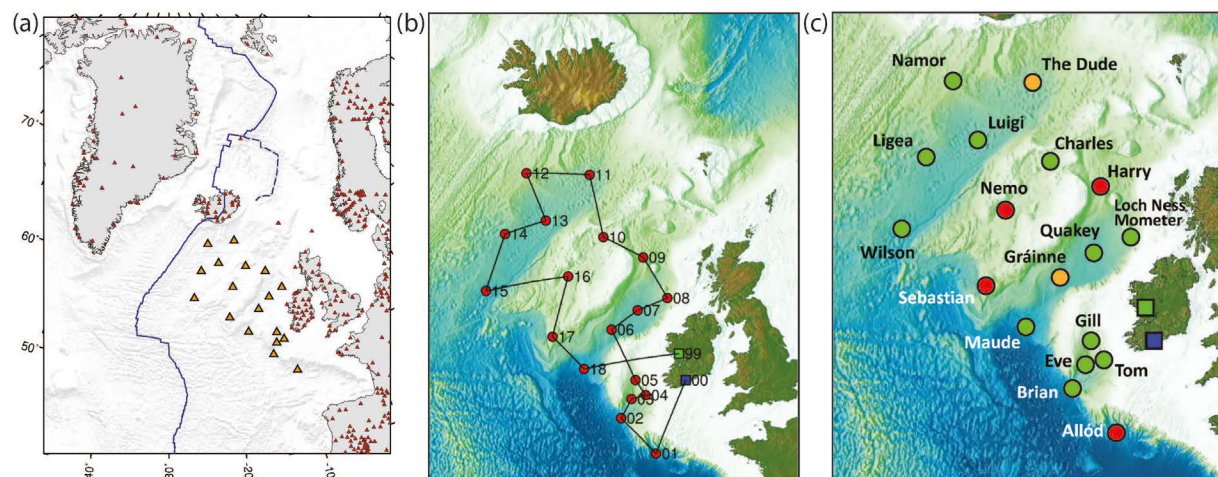 (a)
70°
60°
50°
-40°
-30°
-20°
-10°
(b)
12
11
13
14
10
09
16
15
08
07
06
17
99
18
05
00
04
03
02
01
(c)
Namor
The Dude
Luigi
Ligea
Charles
Harry
Nemo
Loch Ness
Mometer
Quakey
Wilson
Gráinne
Sebastian
Gill
Maude
Eve
Tom
Brian
Allód